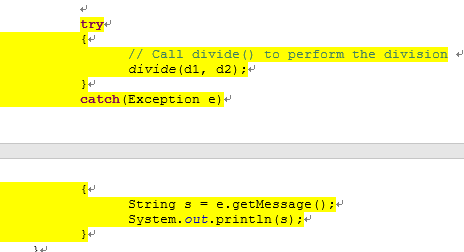 try
{
// Call divide() to perform the division
divide(d1, d2);
}
catch(Exception e)
{
String s = e.getMessage();
System.out.println(s);
}
}